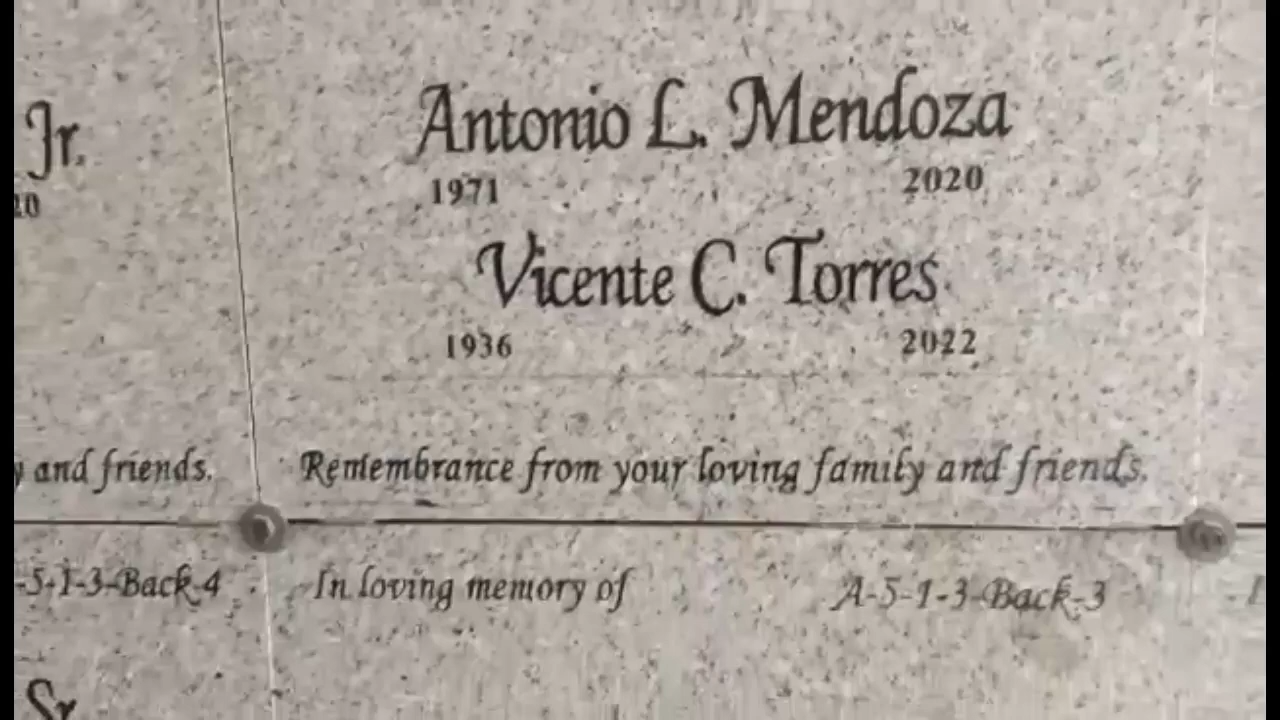 Jr.
Antonio L. Mendoza
1971 2020
20
Vicente C. Torres
1936 2022
and friends. Remembrance from your loving family and friends.
-5-1-3-Back-4 In loving memory of A-5-1-3-Back-3
Sr